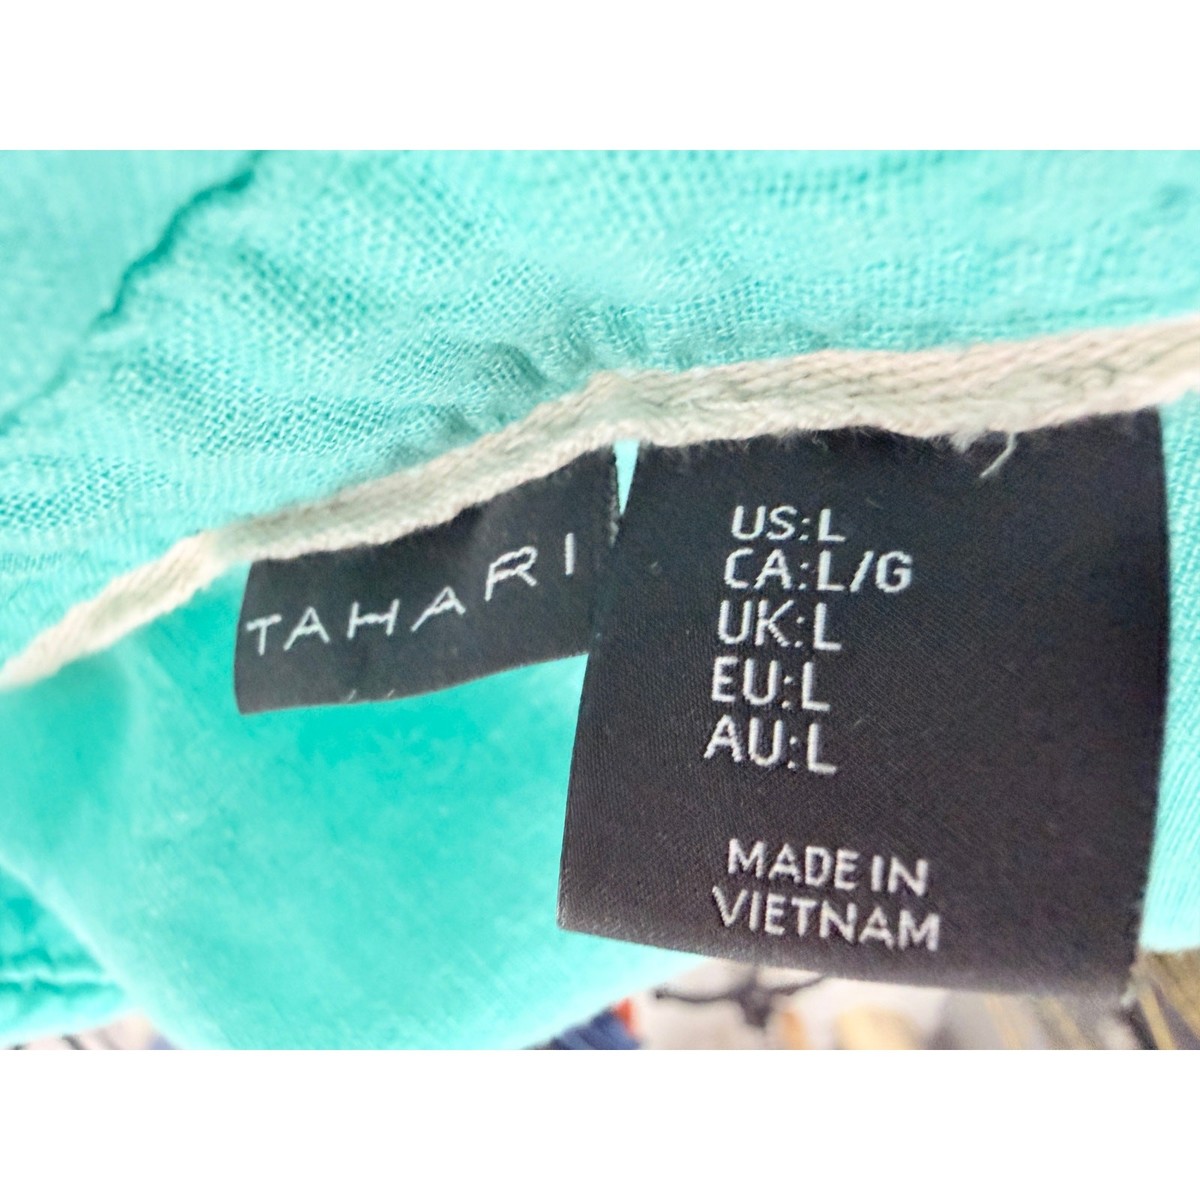 TAHARI
US:L
CA:L/G
UK:L
EU:L
AU:L
MADE IN
VIETNAM